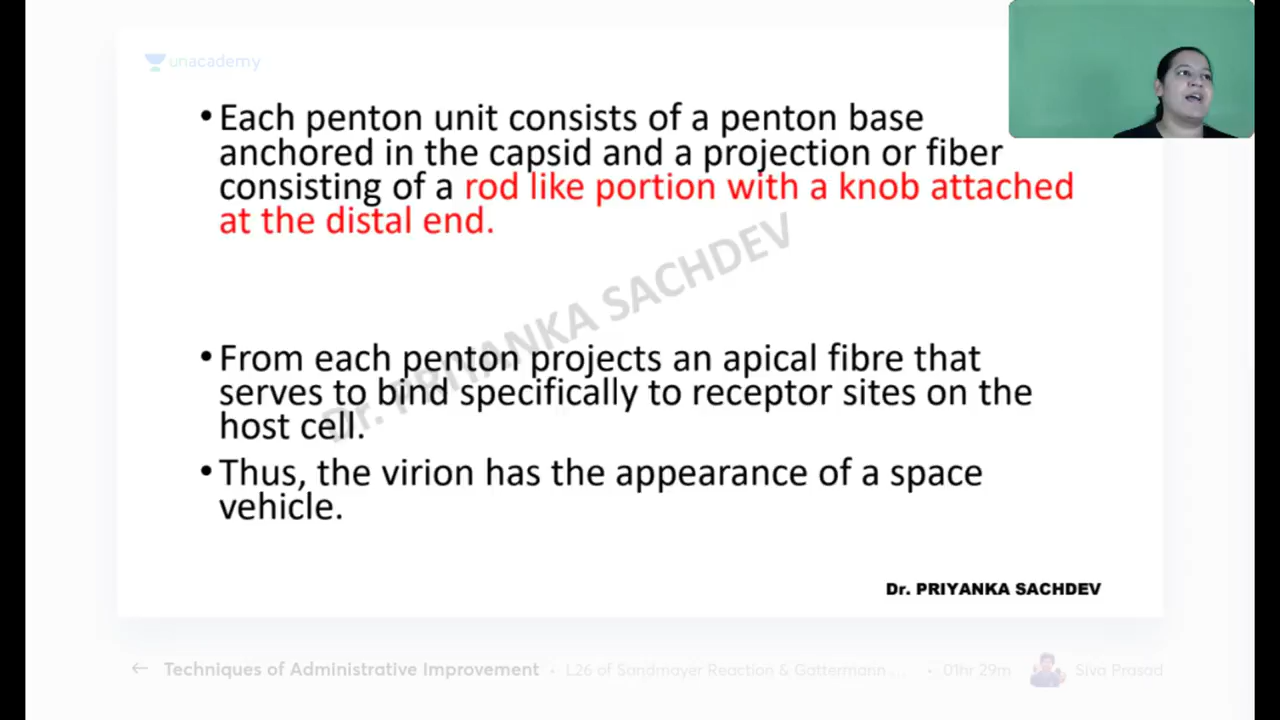 unacademy
•Each penton unit consists of a penton base
anchored in the capsid and a projection or fiber
consisting of a rod like portion with a knob attached
at the distal end.
Dr. PRIYANKA SACHDEV
•From each penton projects an apical fibre that
serves to bind specifically to receptor sites on the
host cell.
•Thus, the virion has the appearance of a space
vehicle.
Dr. PRIYANKA SACHDEV
← Techniques of Administrative Improvement • L26 of Sandmayer Reaction & Gattermann ... • 01hr 29m Siva Prasad